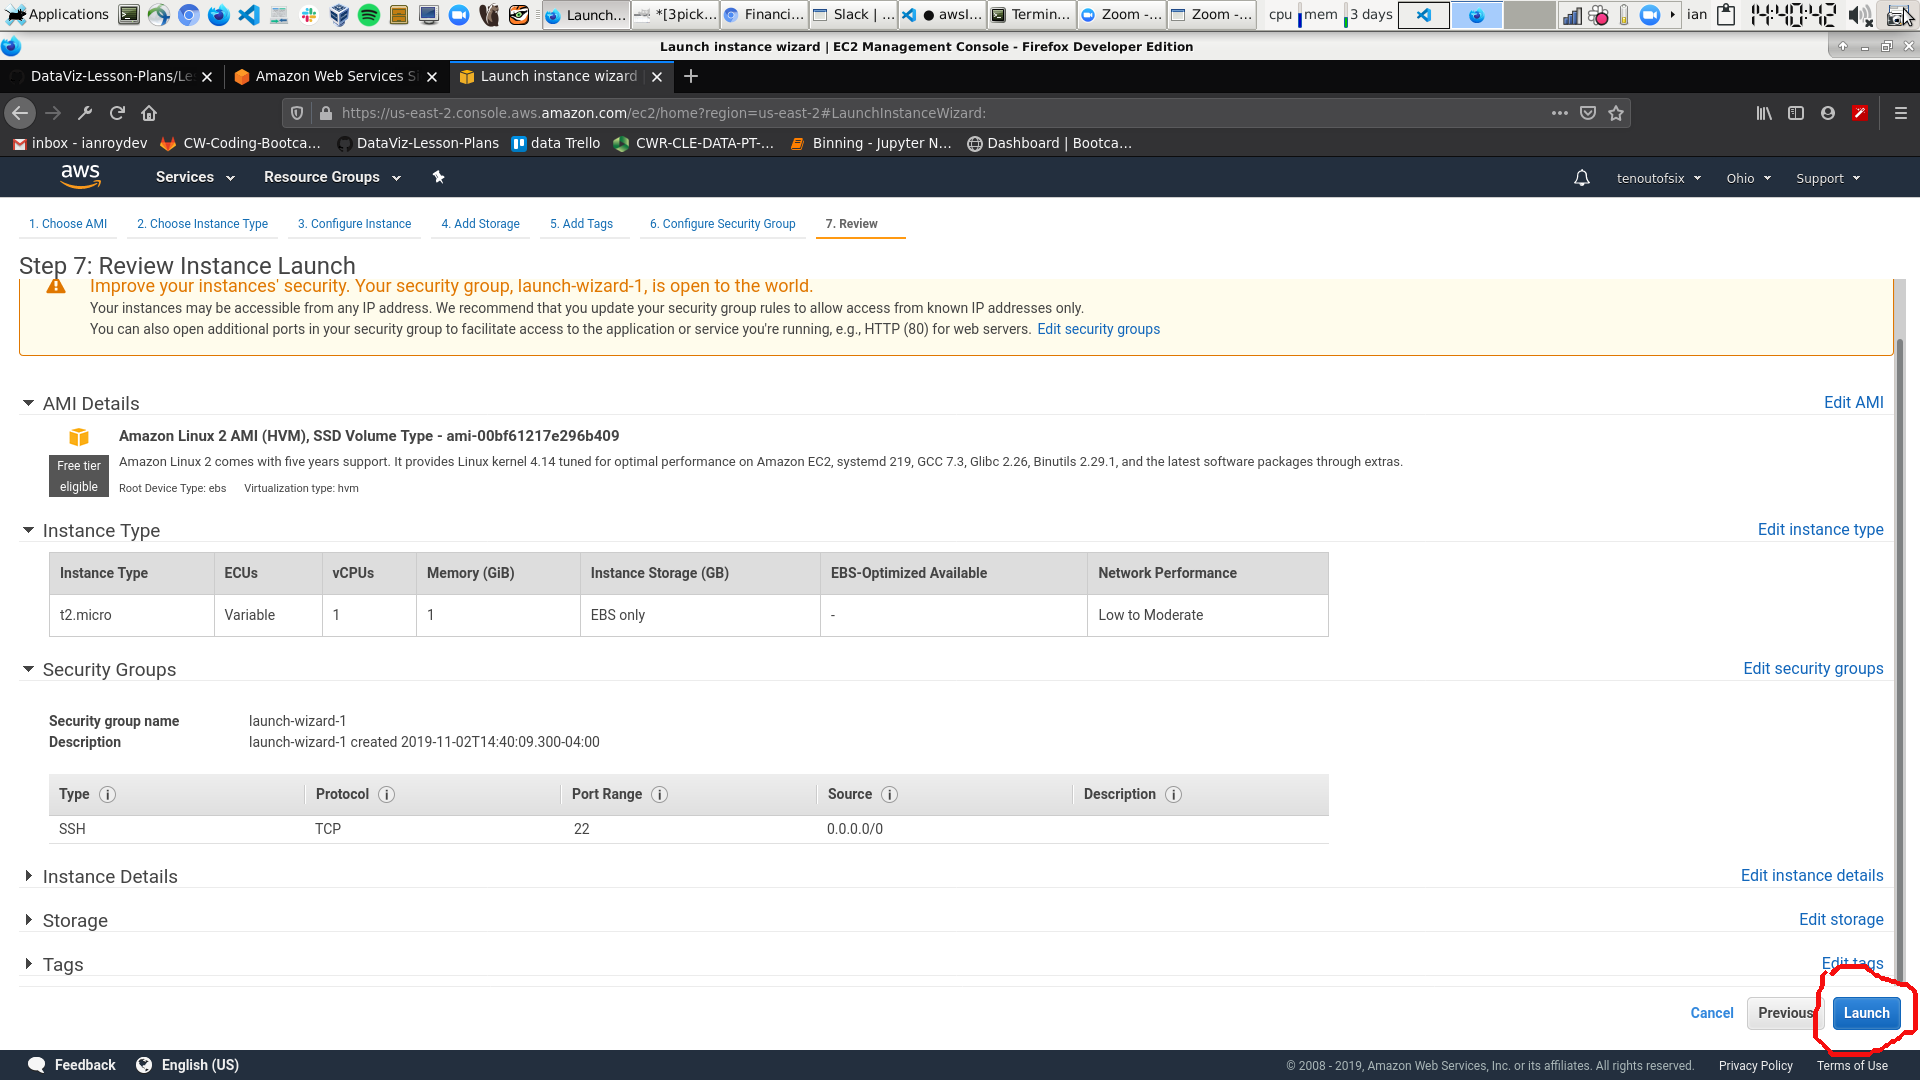 Applications Launch... *[3pick... Financi... Slack | ... ● awsl... Termin... Zoom -... Zoom -... cpu mem 3 days ian 14:40:42
Launch instance wizard | EC2 Management Console - Firefox Developer Edition
DataViz-Lesson-Plans/Le Amazon Web Services S Launch instance wizard
https://us-east-2.console.aws.amazon.com/ec2/home?region=us-east-2#LaunchInstanceWizard:
inbox - ianroydev CW-Coding-Bootca... DataViz-Lesson-Plans data Trello CWR-CLE-DATA-PT-... Binning - Jupyter N... Dashboard | Bootca...
aws Services Resource Groups tenoutofsix Ohio Support
1. Choose AMI 2. Choose Instance Type 3. Configure Instance 4. Add Storage 5. Add Tags 6. Configure Security Group 7. Review
Step 7: Review Instance Launch
Improve your instances' security. Your security group, launch-wizard-1, is open to the world.
Your instances may be accessible from any IP address. We recommend that you update your security group rules to allow access from known IP addresses only.
You can also open additional ports in your security group to facilitate access to the application or service you're running, e.g., HTTP (80) for web servers. Edit security groups
AMI Details Edit AMI
Amazon Linux 2 AMI (HVM), SSD Volume Type - ami-00bf61217e296b409
Free tier eligible
Amazon Linux 2 comes with five years support. It provides Linux kernel 4.14 tuned for optimal performance on Amazon EC2, systemd 219, GCC 7.3, Glibc 2.26, Binutils 2.29.1, and the latest software packages through extras.
Root Device Type: ebs Virtualization type: hvm
Instance Type Edit instance type
Instance Type ECUs vCPUs Memory (GiB) Instance Storage (GB) EBS-Optimized Available Network Performance
t2.micro Variable 1 1 EBS only - Low to Moderate
Security Groups Edit security groups
Security group name launch-wizard-1
Description launch-wizard-1 created 2019-11-02T14:40:09.300-04:00
Type Protocol Port Range Source Description
SSH TCP 22 0.0.0.0/0
Instance Details Edit instance details
Storage Edit storage
Tags Edit tags
Cancel Previous Launch
Feedback English (US) © 2008 - 2019, Amazon Web Services, Inc. or its affiliates. All rights reserved. Privacy Policy Terms of Use